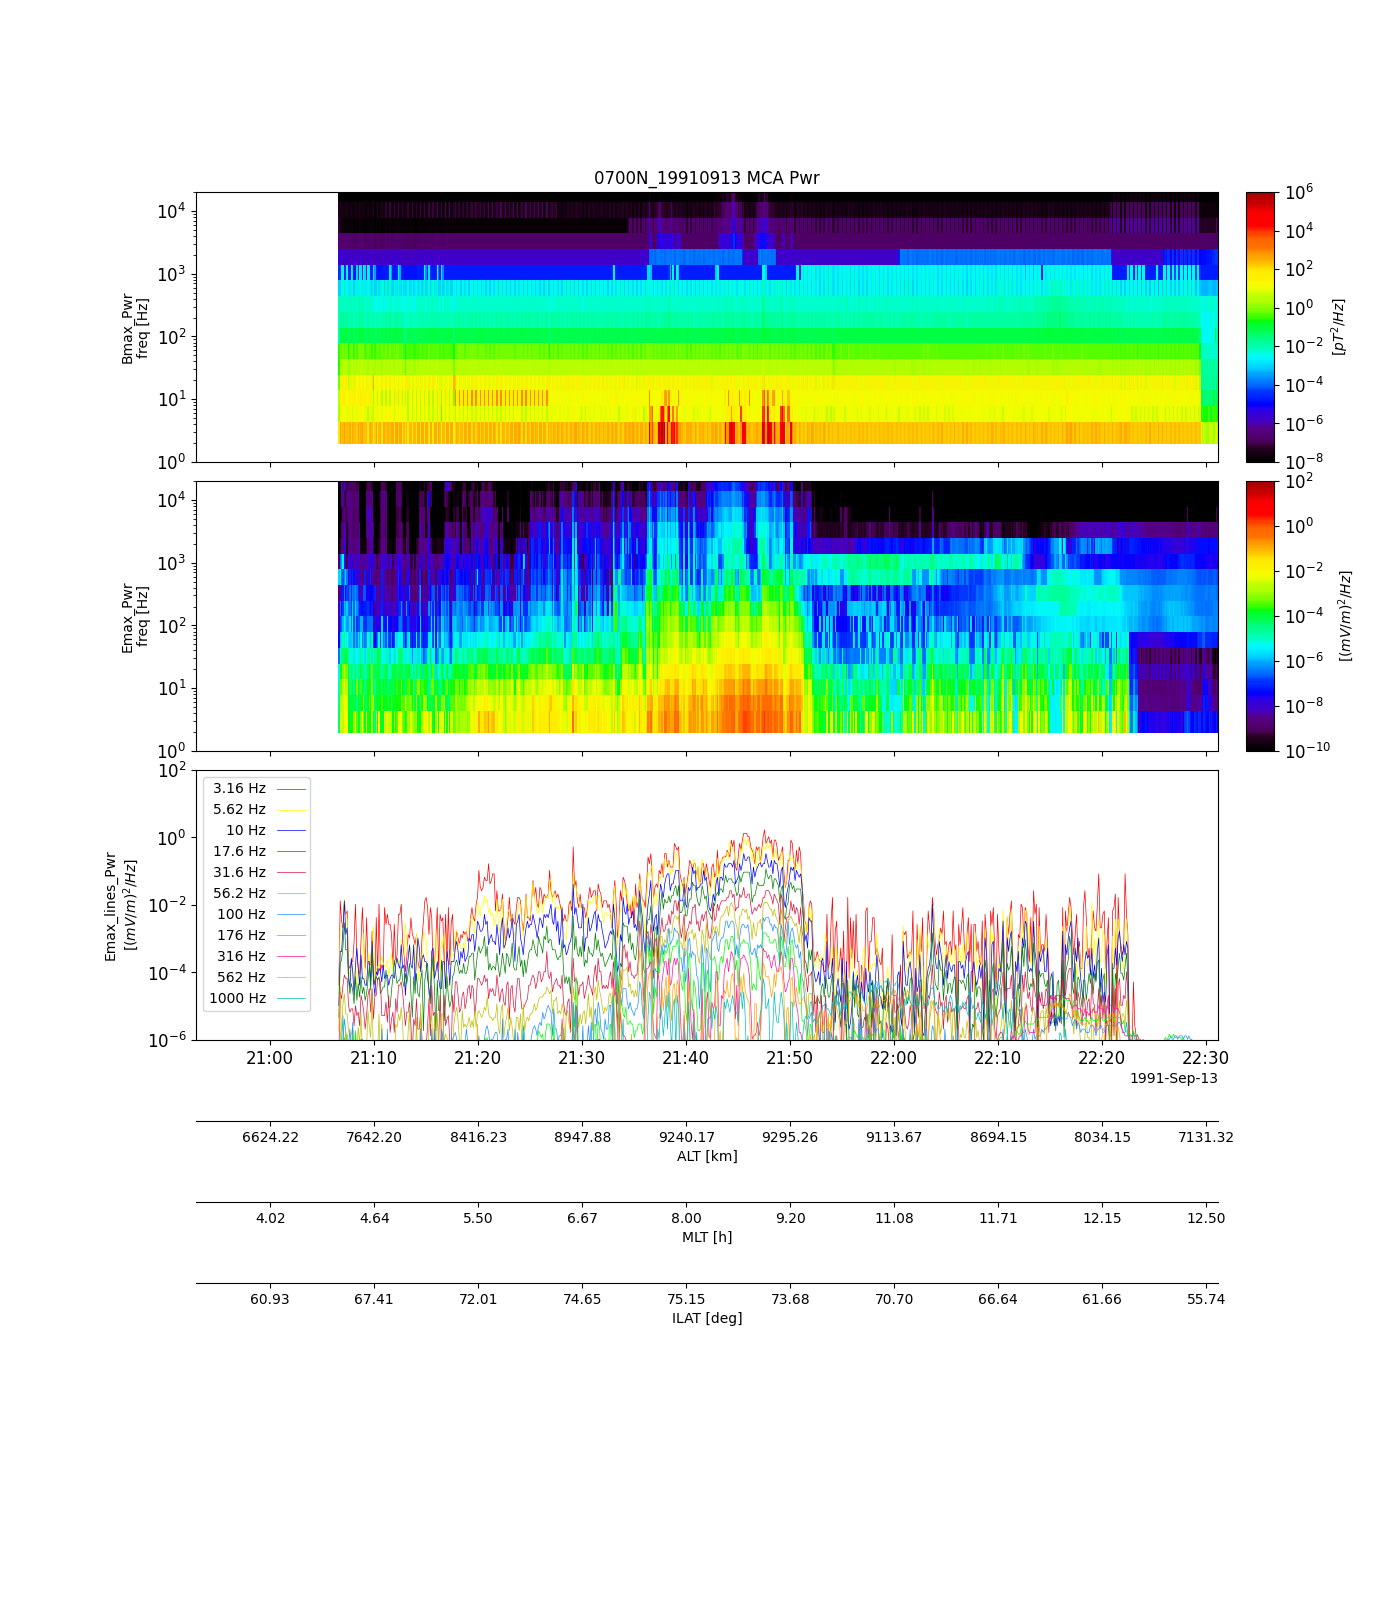 0700N_19910913 MCA Pwr
10^4
10^3
10^2
10^1
10^0
Bmax_Pwr
freq [Hz]
10^6
10^4
10^2
10^0
10^-2
10^-4
10^-6
10^-8
[pT^2/Hz]
10^4
10^3
10^2
10^1
10^0
Emax_Pwr
freq [Hz]
10^2
10^0
10^-2
10^-4
10^-6
10^-8
10^-10
[(mV/m)^2/Hz]
10^2
10^0
10^-2
10^-4
10^-6
Emax_lines_Pwr
[(mV/m)^2/Hz]
3.16 Hz
5.62 Hz
10 Hz
17.6 Hz
31.6 Hz
56.2 Hz
100 Hz
176 Hz
316 Hz
562 Hz
1000 Hz
21:00 21:10 21:20 21:30 21:40 21:50 22:00 22:10 22:20 22:30
1991-Sep-13
6624.22 7642.20 8416.23 8947.88 9240.17 9295.26 9113.67 8694.15 8034.15 7131.32
ALT [km]
4.02 4.64 5.50 6.67 8.00 9.20 11.08 11.71 12.15 12.50
MLT [h]
60.93 67.41 72.01 74.65 75.15 73.68 70.70 66.64 61.66 55.74
ILAT [deg]